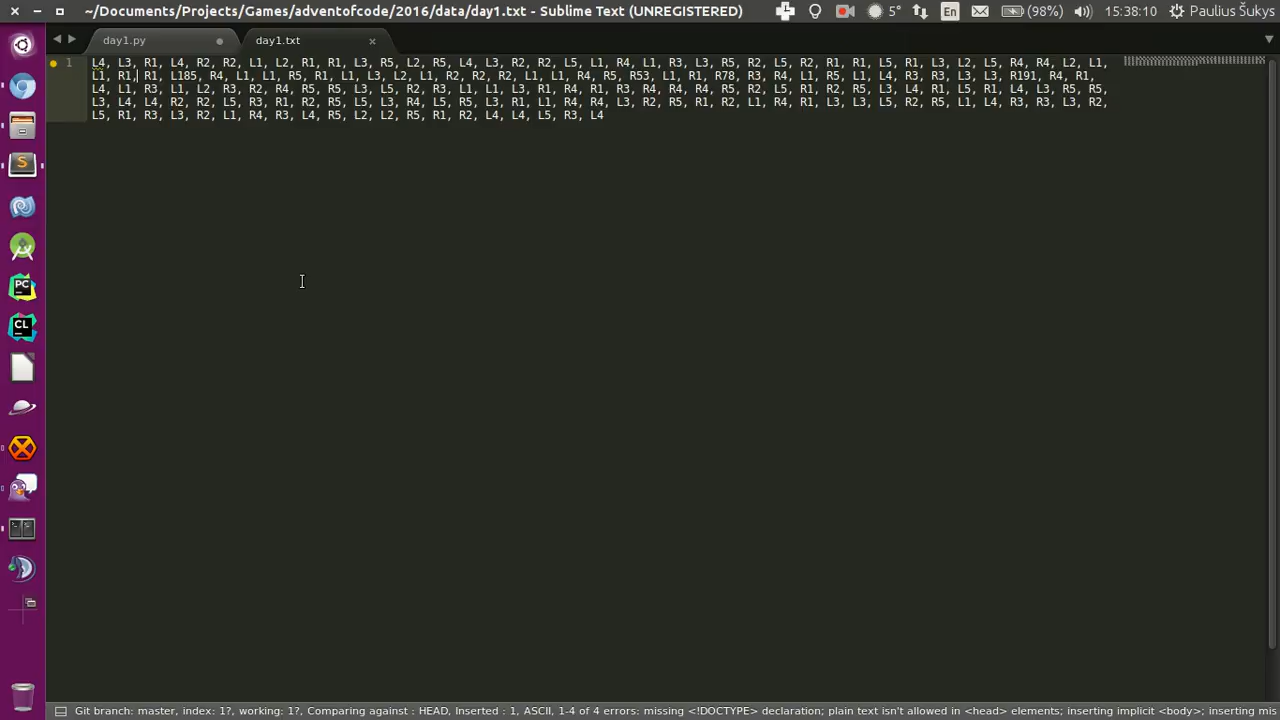 ~/Documents/Projects/Games/adventofcode/2016/data/day1.txt - Sublime Text (UNREGISTERED)
5° En (98%) 15:38:10 Paulius Šukys
day1.py
day1.txt
1
L4, L3, R1, L4, R2, R2, L1, L2, R1, R1, L3, R5, L2, R5, L4, L3, R2, R2, L5, L1, R4, L1, R3, L3, R5, R2, L5, R2, R1, R1, L5, R1, L3, L2, L5, R4, R4, L2, L1,
L1, R1, R1, L185, R4, L1, L1, R5, R1, L1, L3, L2, L1, R2, R2, R2, L1, L1, R4, R5, R53, L1, R1, R78, R3, R4, L1, R5, L1, L4, R3, R3, L3, L3, R191, R4, R1,
L4, L1, R3, L1, L2, R3, R2, R4, R5, R5, L3, L5, R2, R3, L1, L1, L3, R1, R4, R1, R3, R4, R4, R4, R5, R2, L5, R1, R2, R5, L3, L4, R1, L5, R1, L4, L3, R5, R5,
L3, L4, L4, R2, R2, L5, R3, R1, R2, R5, L5, L3, R4, L5, R5, L3, R1, L1, R4, R4, L3, R2, R5, R1, R2, L1, R4, R1, L3, L3, L5, R2, R5, L1, L4, R3, R3, L3, R2,
L5, R1, R3, L3, R2, L1, R4, R3, L4, R5, L2, L2, R5, R1, R2, L4, L4, L5, R3, L4
PC
CL
Git branch: master, index: 1?, working: 1?, Comparing against : HEAD, Inserted : 1, ASCII, 1-4 of 4 errors: missing <!DOCTYPE> declaration; plain text isn't allowed in <head> elements; inserting implicit <body>; inserting mis